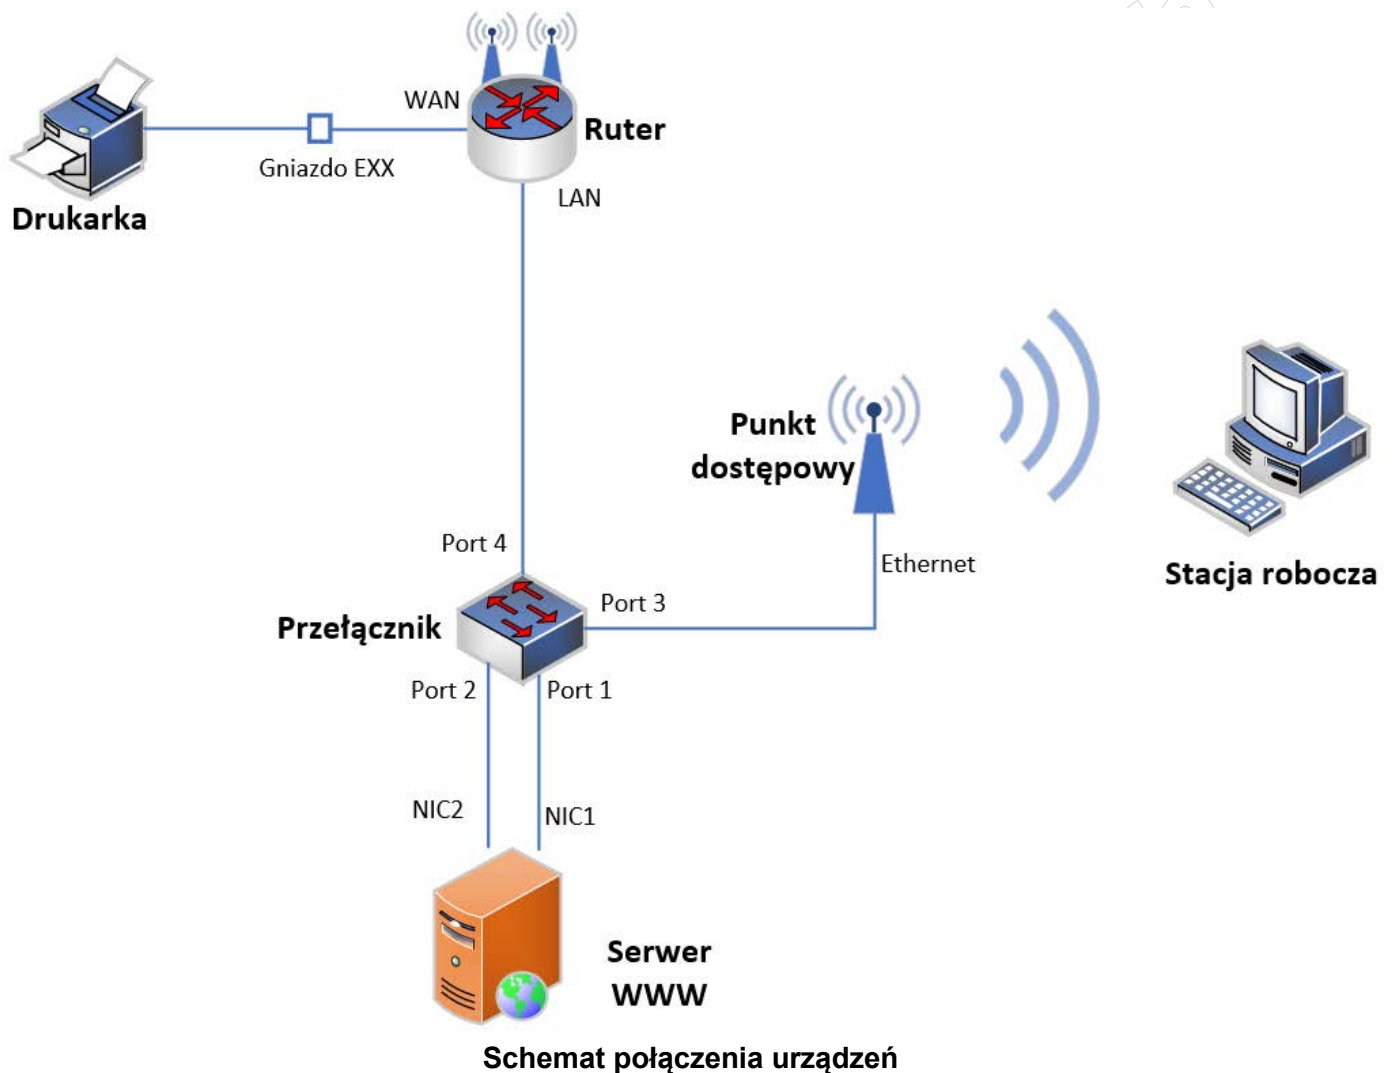 WAN
Ruter
Gniazdo EXX
LAN
Drukarka
Punkt
dostępowy
Port 4
Ethernet
Stacja robocza
Port 3
Przełącznik
Port 2
Port 1
NIC2
NIC1
Serwer
WWW
Schemat połączenia urządzeń